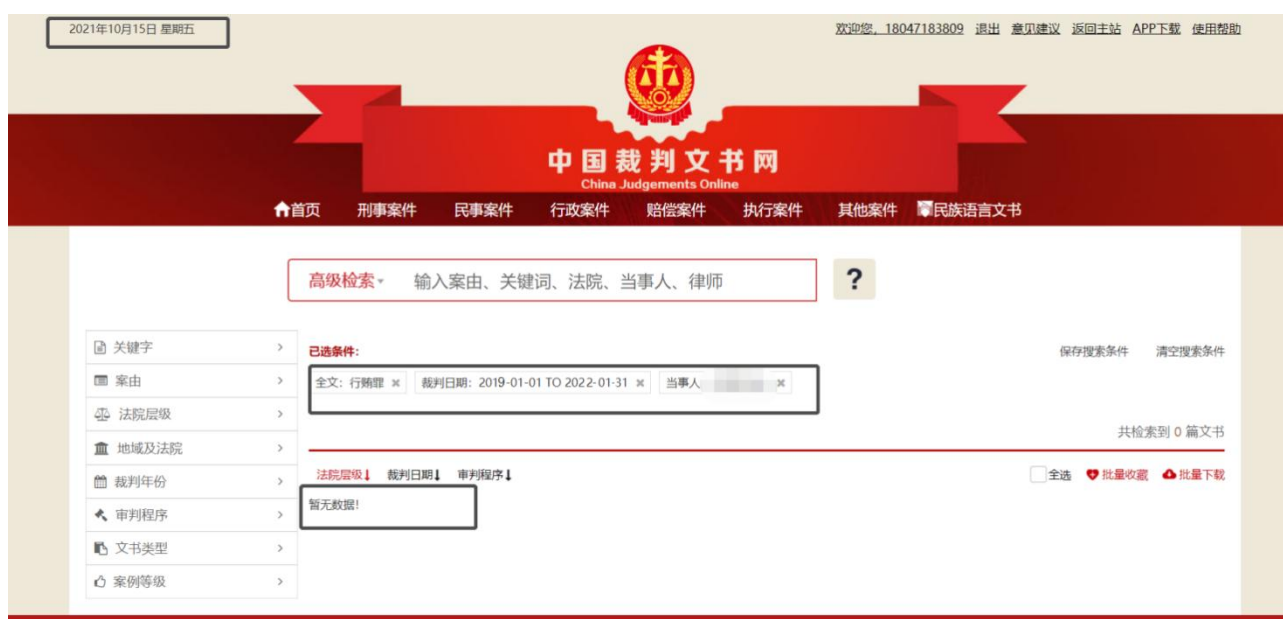 2021年10月15日 星期五
欢迎您，18047183809 退出 意见建议 返回主站 APP下载 使用帮助
中国裁判文书网
China Judgements Online
首页 刑事案件 民事案件 行政案件 赔偿案件 执行案件 其他案件 民族语言文书
高级检索 输入案由、关键词、法院、当事人、律师 ?
关键字
案由
法院层级
地域及法院
裁判年份
审判程序
文书类型
案例等级
已选条件:
保存搜索条件 清空搜索条件
全文：行贿罪 × 裁判日期：2019-01-01 TO 2022-01-31 × 当事人 ×
共检索到 0 篇文书
法院层级 裁判日期 审判程序
全选 批量收藏 批量下载
暂无数据!